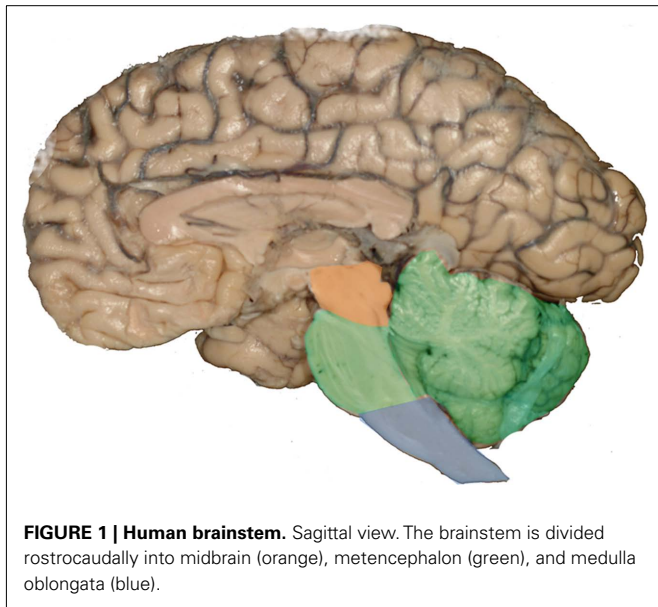 FIGURE 1 | Human brainstem. Sagittal view. The brainstem is divided
rostrocaudally into midbrain (orange), metencephalon (green), and medulla
oblongata (blue).